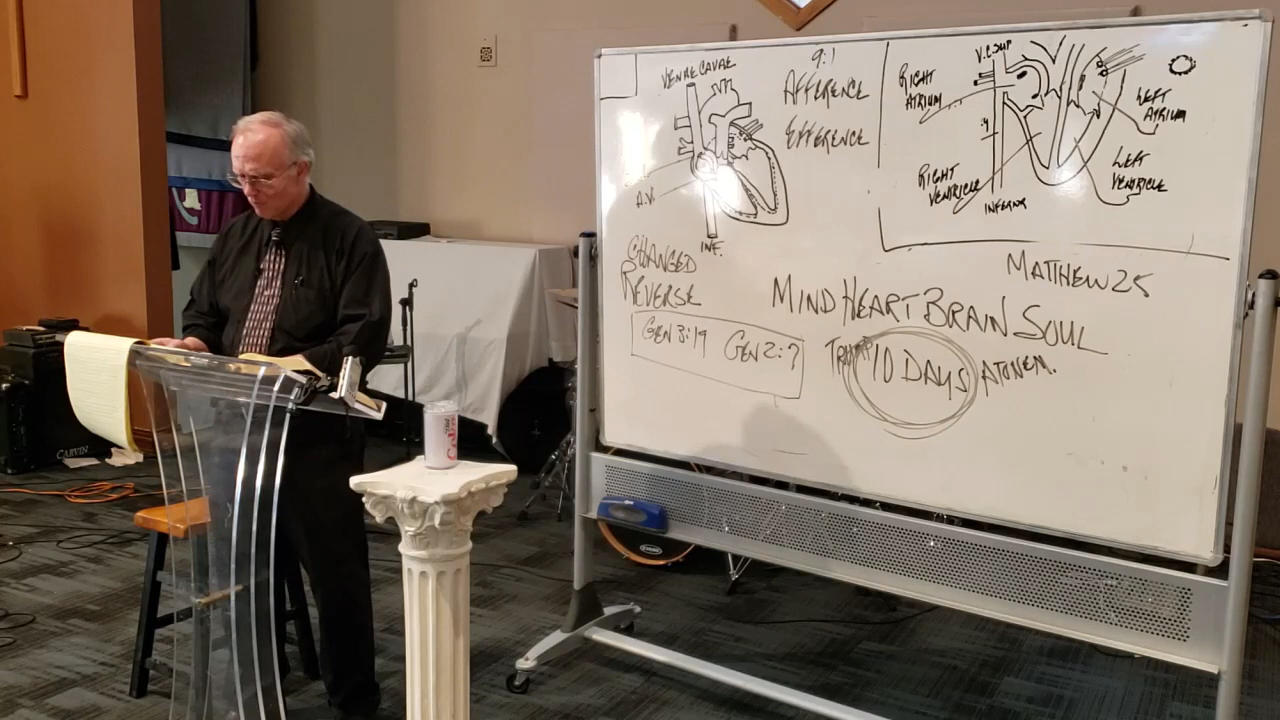 VENAE CAVAE
9:1
AFFERENCE
EFFERENCE
A.V.
INF.
V.C. SUP
RIGHT
ATRIUM
LEFT
ATRIUM
RIGHT
VENTRICLE
LEFT
VENTRICLE
INFERIOR
CHANGED
REVERSE
GEN 3:19 GEN 2:7
MATTHEW 25
MIND HEART BRAIN SOUL
10 DAYS ATONEM.
CARVIN
Coke